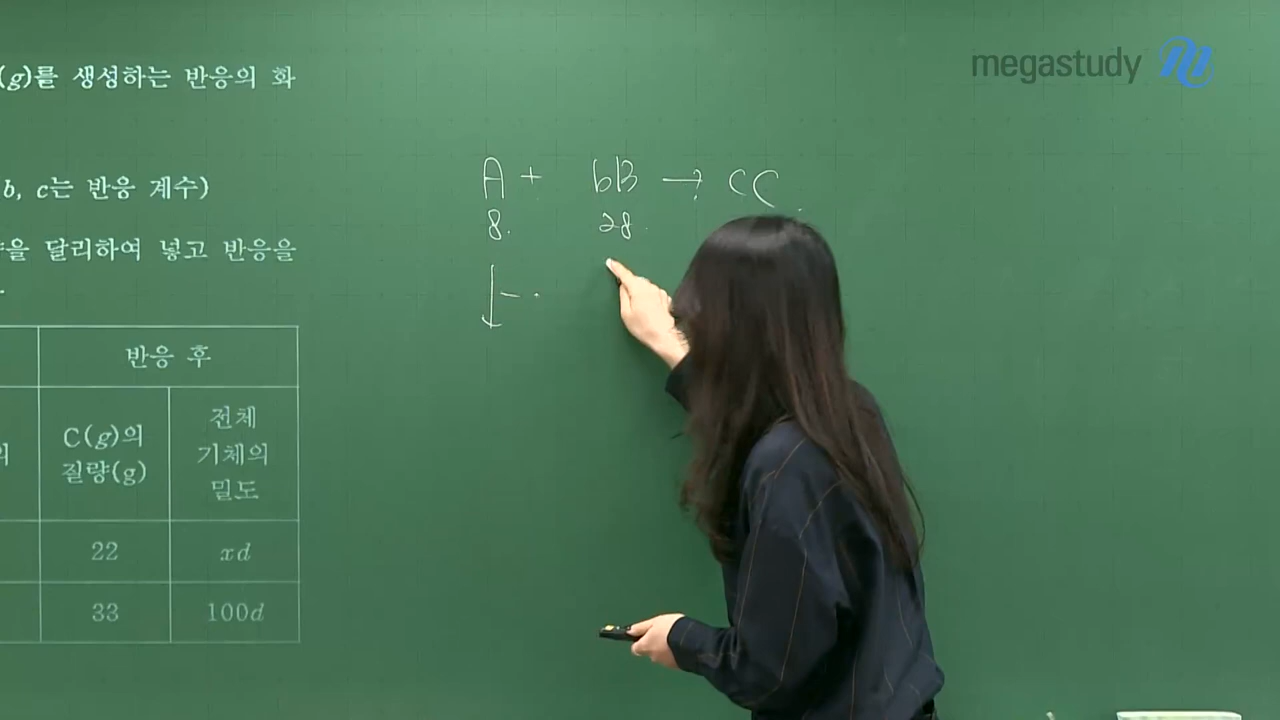 megastudy
(g)를 생성하는 반응의 화
b, c는 반응 계수)
을 달리하여 넣고 반응을
반응 후
C(g)의 질량(g)
전체 기체의 밀도
22 xd
33 100d
A + bB → cC
8. 28